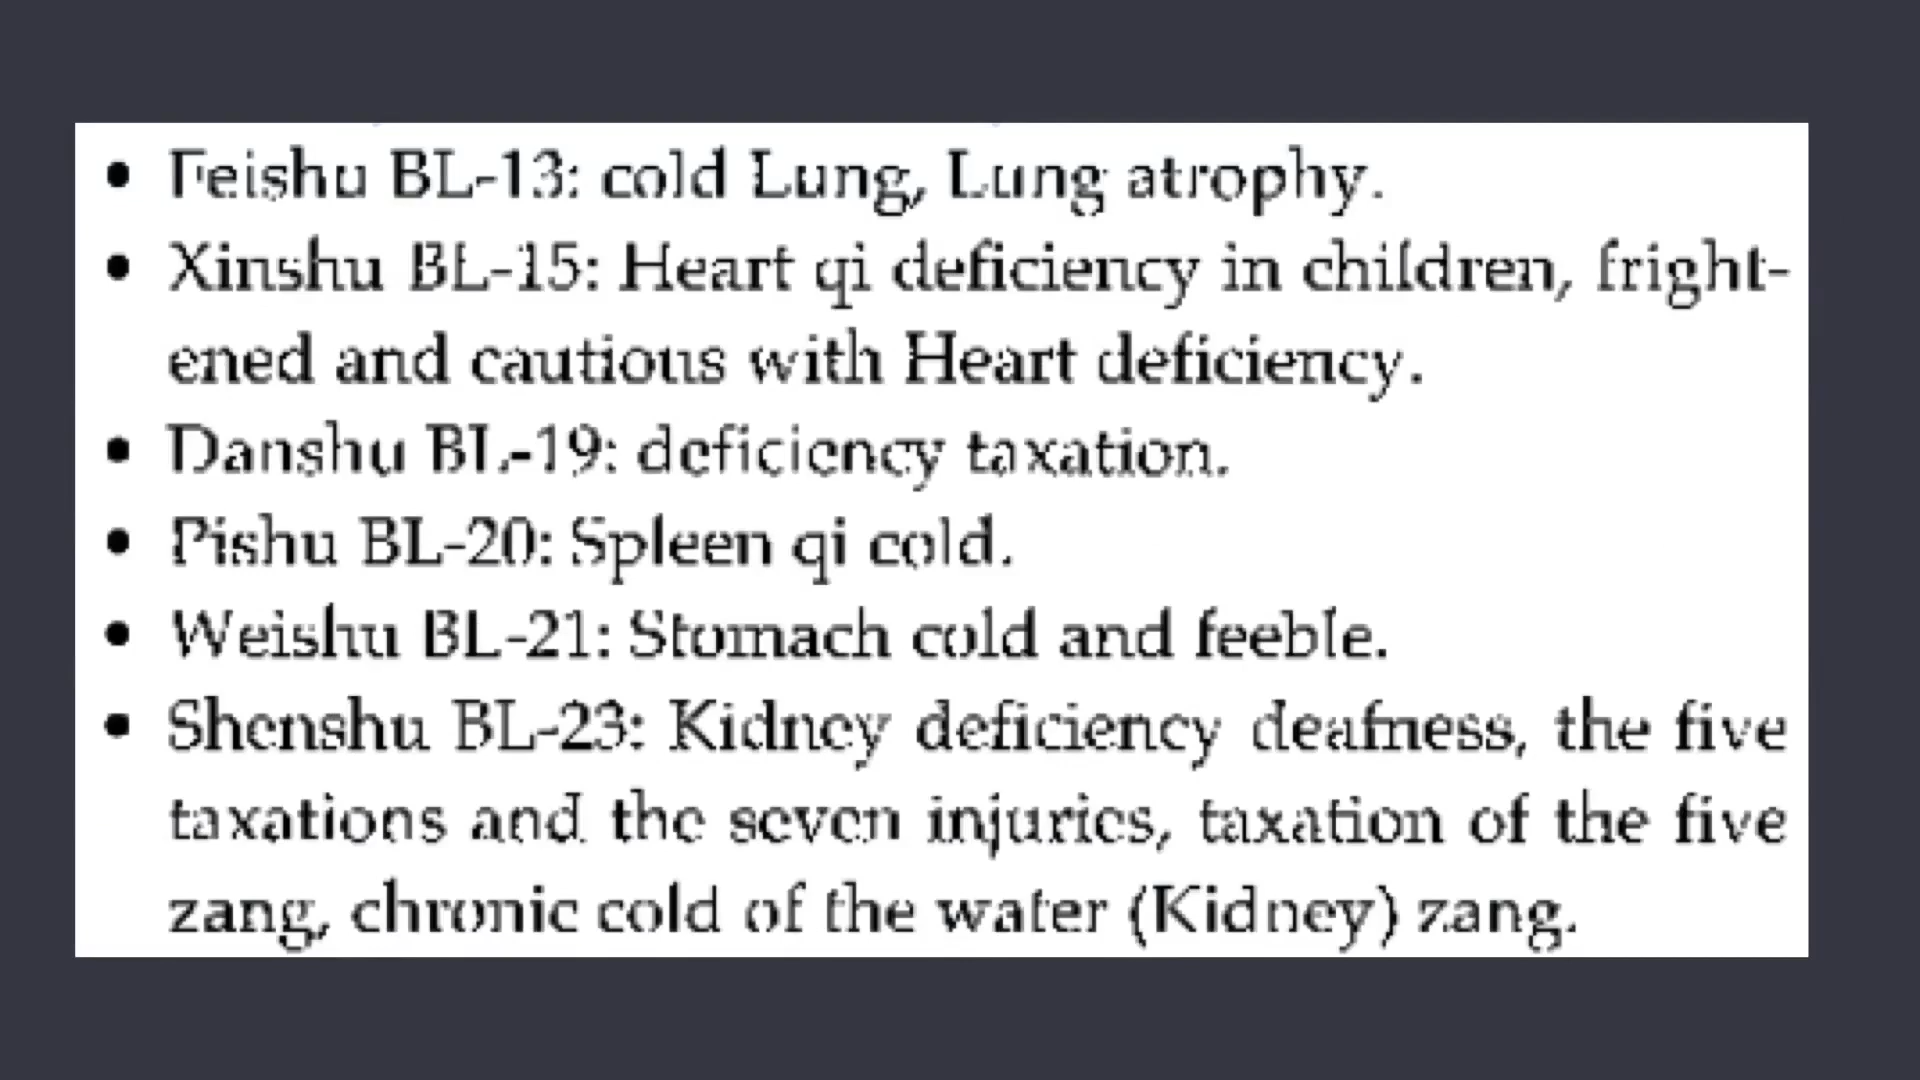 • Feishu BL-13: cold Lung, Lung atrophy.
• Xinshu BL-15: Heart qi deficiency in children, fright-
ened and cautious with Heart deficiency.
• Danshu BL-19: deficiency taxation.
• Pishu BL-20: Spleen qi cold.
• Weishu BL-21: Stomach cold and feeble.
• Shenshu BL-23: Kidney deficiency deafness, the five
taxations and the seven injuries, taxation of the five
zang, chronic cold of the water (Kidney) zang.